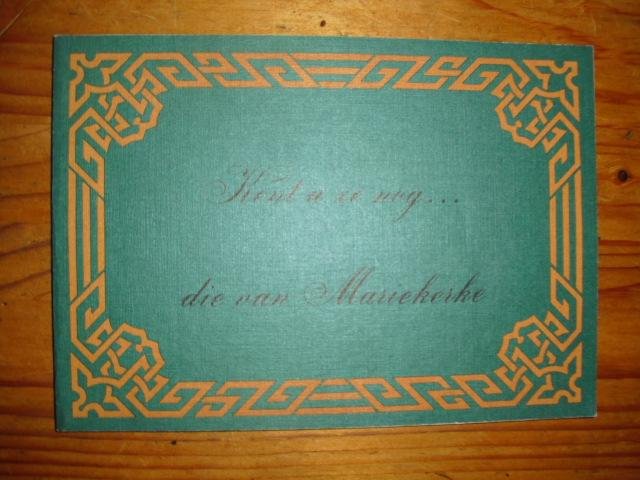 Kent u ze nog...
die van Mariekerke